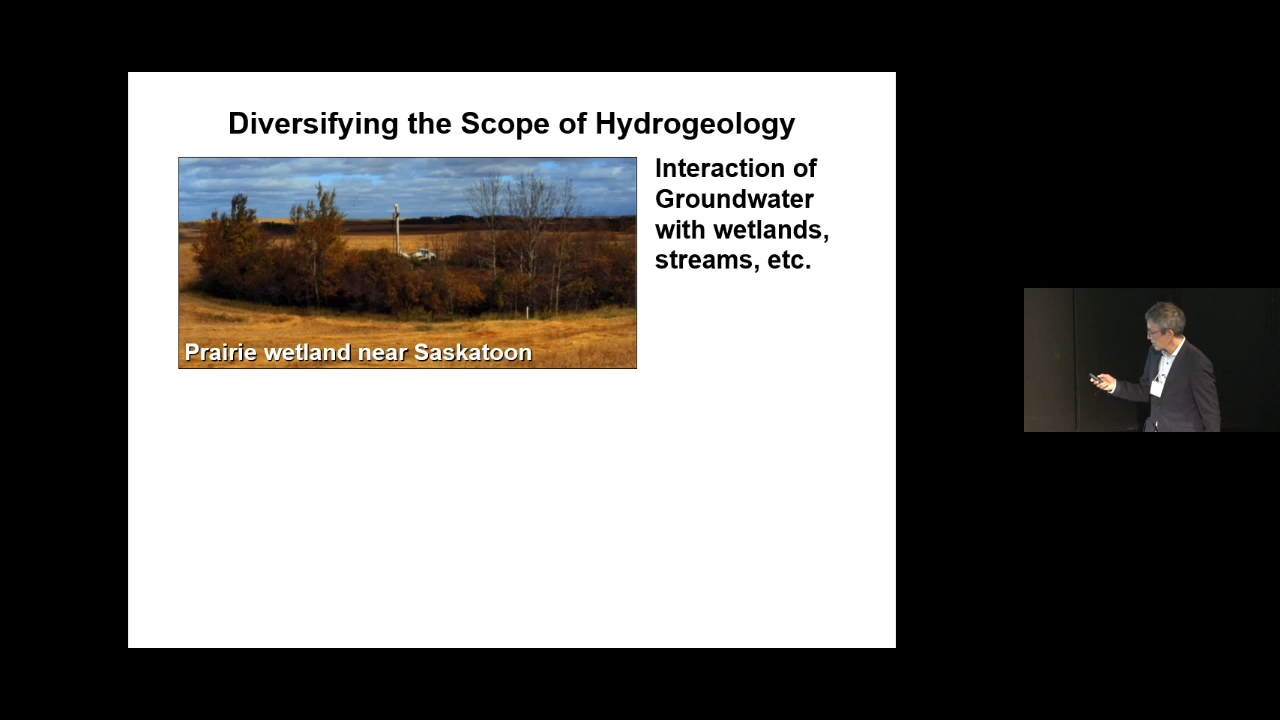 Diversifying the Scope of Hydrogeology
Interaction of
Groundwater
with wetlands,
streams, etc.
Prairie wetland near Saskatoon